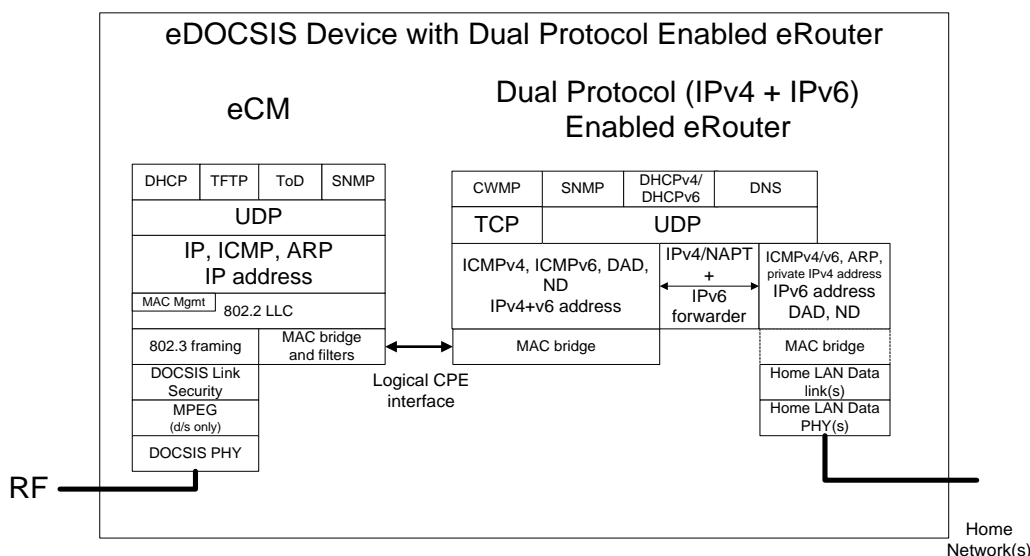 eDOCSIS Device with Dual Protocol Enabled eRouter
eCM
Dual Protocol (IPv4 + IPv6)
Enabled eRouter
DHCP
TFTP
ToD
SNMP
UDP
IP, ICMP, ARP
IP address
MAC Mgmt
802.2 LLC
802.3 framing
MAC bridge
and filters
DOCSIS Link
Security
MPEG
(d/s only)
DOCSIS PHY
RF
Logical CPE
interface
CWMP
SNMP
DHCPv4/
DHCPv6
DNS
TCP
UDP
ICMPv4, ICMPv6, DAD,
ND
IPv4+v6 address
IPv4/NAPT
+
IPv6
forwarder
ICMPv4/v6, ARP,
private IPv4 address
IPv6 address
DAD, ND
MAC bridge
MAC bridge
Home LAN Data
link(s)
Home LAN Data
PHY(s)
Home
Network(s)